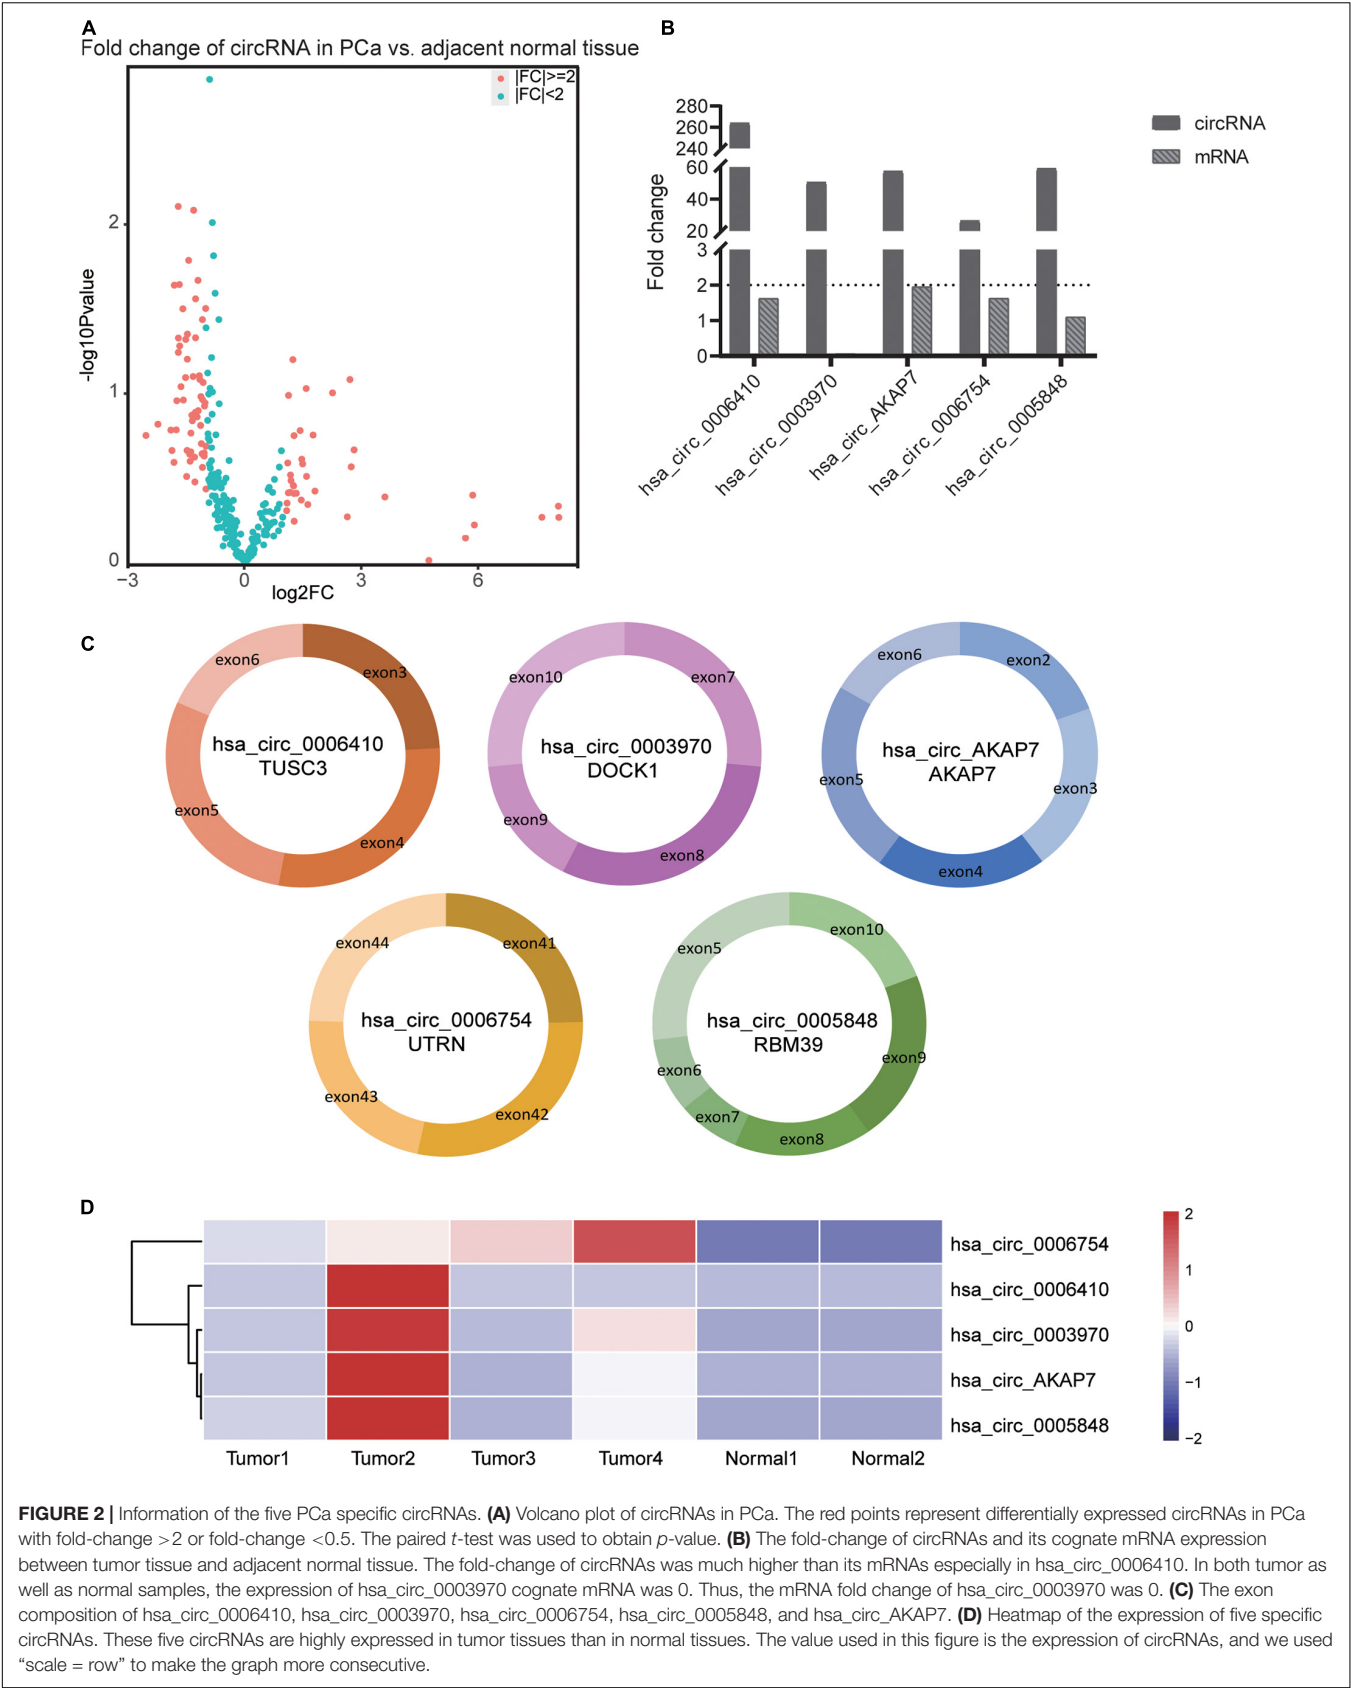 A
Fold change of circRNA in PCa vs. adjacent normal tissue
|FC|>=2
|FC|<2
-log10Pvalue
2
1
0
−3
0
3
6
log2FC
B
Fold change
280
260
240
60
40
20
3
2
1
0
circRNA
mRNA
hsa_circ_0006410
hsa_circ_0003970
hsa_circ_AKAP7
hsa_circ_0006754
hsa_circ_0005848
C
exon6
exon3
hsa_circ_0006410
TUSC3
exon5
exon4
exon10
exon7
hsa_circ_0003970
DOCK1
exon9
exon8
exon6
exon2
hsa_circ_AKAP7
AKAP7
exon5
exon3
exon4
exon44
exon41
hsa_circ_0006754
UTRN
exon43
exon42
exon5
exon10
hsa_circ_0005848
RBM39
exon9
exon6
exon7
exon8
D
hsa_circ_0006754
hsa_circ_0006410
hsa_circ_0003970
hsa_circ_AKAP7
hsa_circ_0005848
Tumor1
Tumor2
Tumor3
Tumor4
Normal1
Normal2
2
1
0
−1
−2
FIGURE 2 | Information of the five PCa specific circRNAs. (A) Volcano plot of circRNAs in PCa. The red points represent differentially expressed circRNAs in PCa
with fold-change >2 or fold-change <0.5. The paired t-test was used to obtain p-value. (B) The fold-change of circRNAs and its cognate mRNA expression
between tumor tissue and adjacent normal tissue. The fold-change of circRNAs was much higher than its mRNAs especially in hsa_circ_0006410. In both tumor as
well as normal samples, the expression of hsa_circ_0003970 cognate mRNA was 0. Thus, the mRNA fold change of hsa_circ_0003970 was 0. (C) The exon
composition of hsa_circ_0006410, hsa_circ_0003970, hsa_circ_0006754, hsa_circ_0005848, and hsa_circ_AKAP7. (D) Heatmap of the expression of five specific
circRNAs. These five circRNAs are highly expressed in tumor tissues than in normal tissues. The value used in this figure is the expression of circRNAs, and we used
“scale = row” to make the graph more consecutive.